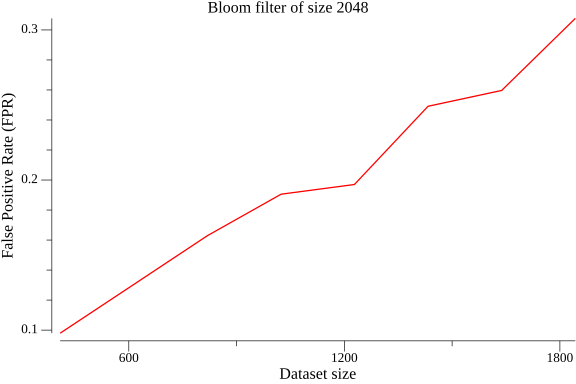 Bloom filter of size 2048
0.3
0.2
0.1
False Positive Rate (FPR)
600
1200
1800
Dataset size